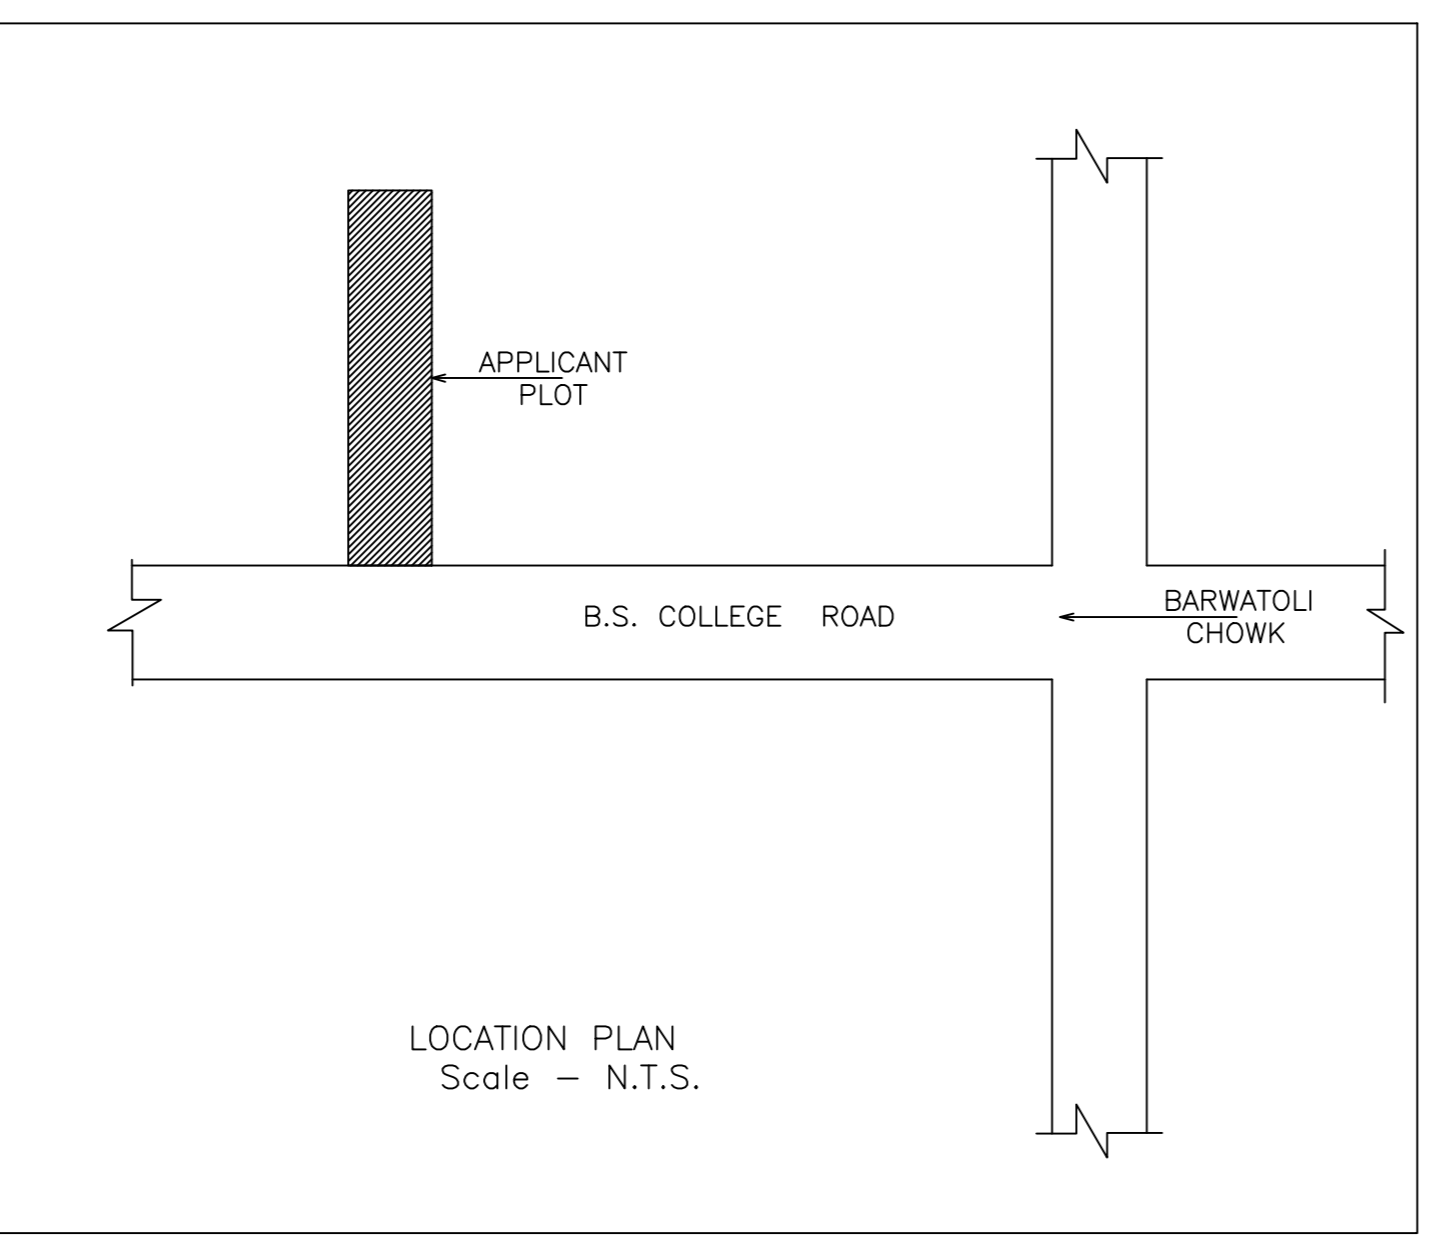 APPLICANT
PLOT
B.S. COLLEGE ROAD
BARWATOLI
CHOWK
LOCATION PLAN
Scale – N.T.S.